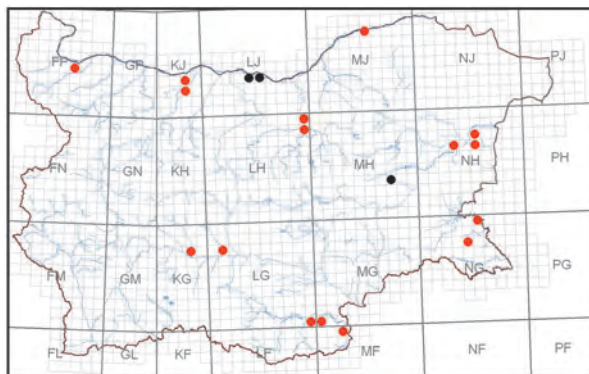 FP GP KJ LJ MJ NJ PJ
FN GN KH LH MH NH PH
FM GM KG LG MG NG PG
FL GL KF LF MF NF PF